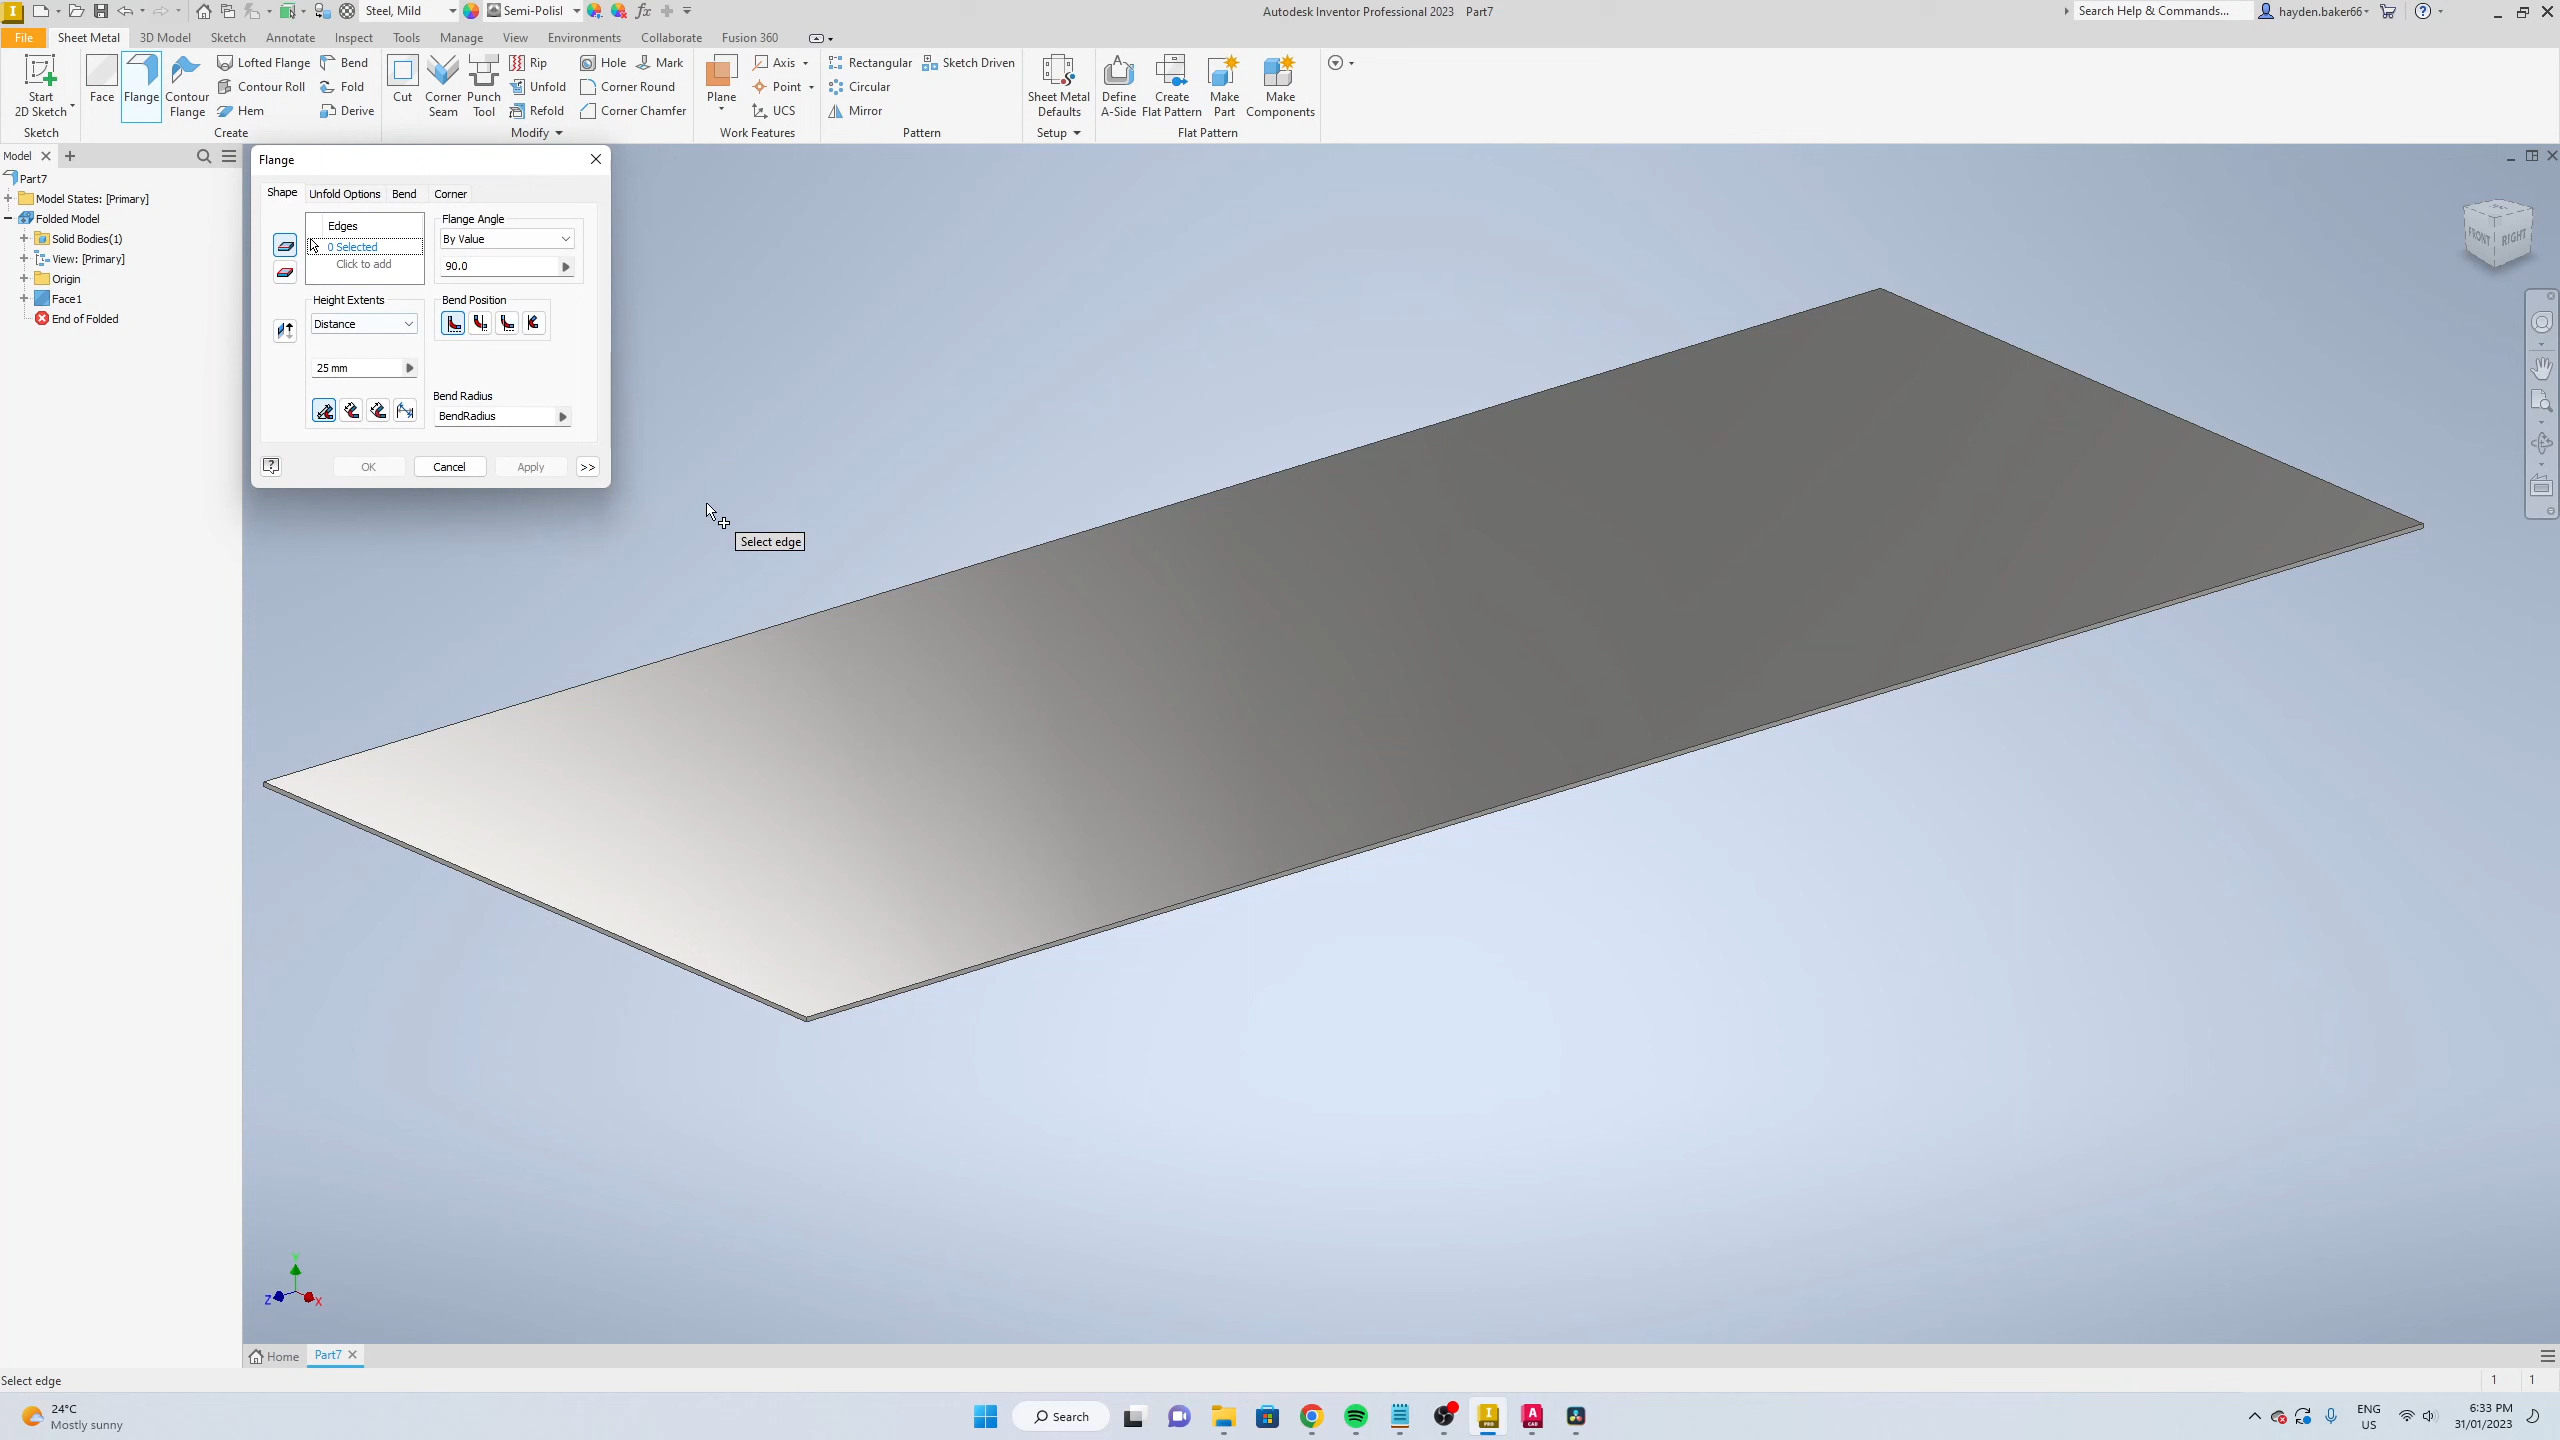 Steel, Mild
Semi-Polisl
Autodesk Inventor Professional 2023 Part7
Search Help & Commands...
hayden.baker66
File
Sheet Metal
3D Model
Sketch
Annotate
Inspect
Tools
Manage
View
Environments
Collaborate
Fusion 360
Start
2D Sketch
Sketch
Face
Flange
Contour
Flange
Lofted Flange
Contour Roll
Hem
Bend
Fold
Derive
Create
Cut
Corner
Seam
Punch
Tool
Rip
Unfold
Refold
Hole
Mark
Corner Round
Corner Chamfer
Modify
Plane
Axis
Point
UCS
Work Features
Rectangular
Sketch Driven
Circular
Mirror
Pattern
Sheet Metal
Defaults
Setup
Define
A-Side
Create
Flat Pattern
Make
Part
Make
Components
Flat Pattern
Model
Part7
Model States: [Primary]
Folded Model
Solid Bodies(1)
View: [Primary]
Origin
Face1
End of Folded
Flange
Shape
Unfold Options
Bend
Corner
Edges
0 Selected
Click to add
Flange Angle
By Value
90.0
Height Extents
Distance
25 mm
Bend Position
Bend Radius
BendRadius
OK
Cancel
Apply
>>
Select edge
FRONT
RIGHT
Y
Z
X
Home
Part7
Select edge
1
1
24°C
Mostly sunny
Search
ENG
US
6:33 PM
31/01/2023